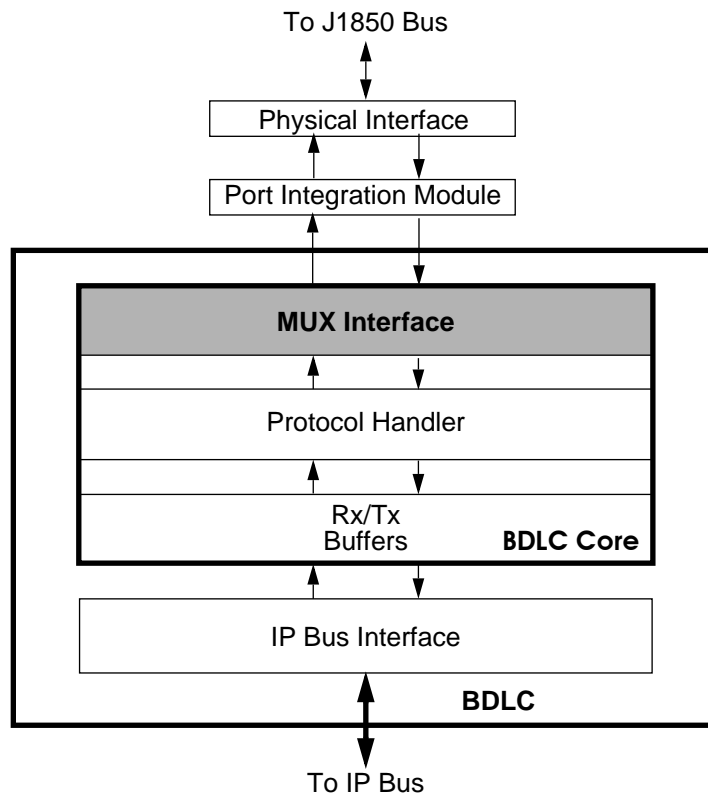 To J1850 Bus
Physical Interface
Port Integration Module
MUX Interface
Protocol Handler
Rx/Tx
Buffers
BDLC Core
IP Bus Interface
BDLC
To IP Bus